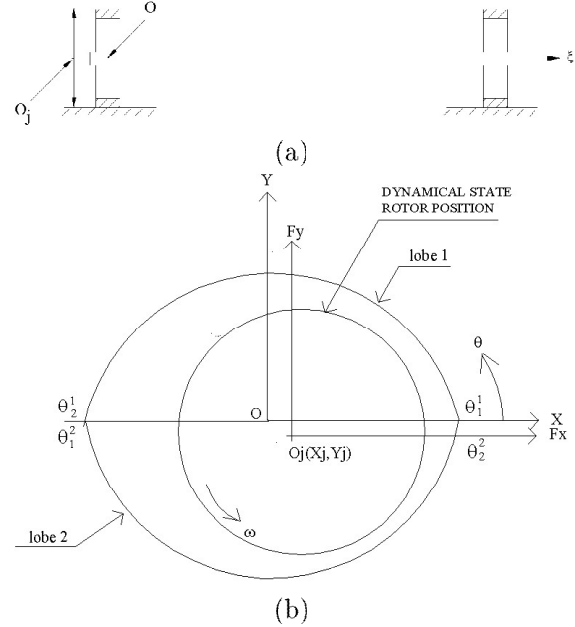 O
ξ
O_j
(a)
Y
DYNAMICAL STATE
ROTOR POSITION
Fy
lobe 1
θ
θ_2^1
O
θ_1^1
X
θ_1^2
Fx
Oj(Xj,Yj)
θ_2^2
ω
lobe 2
(b)